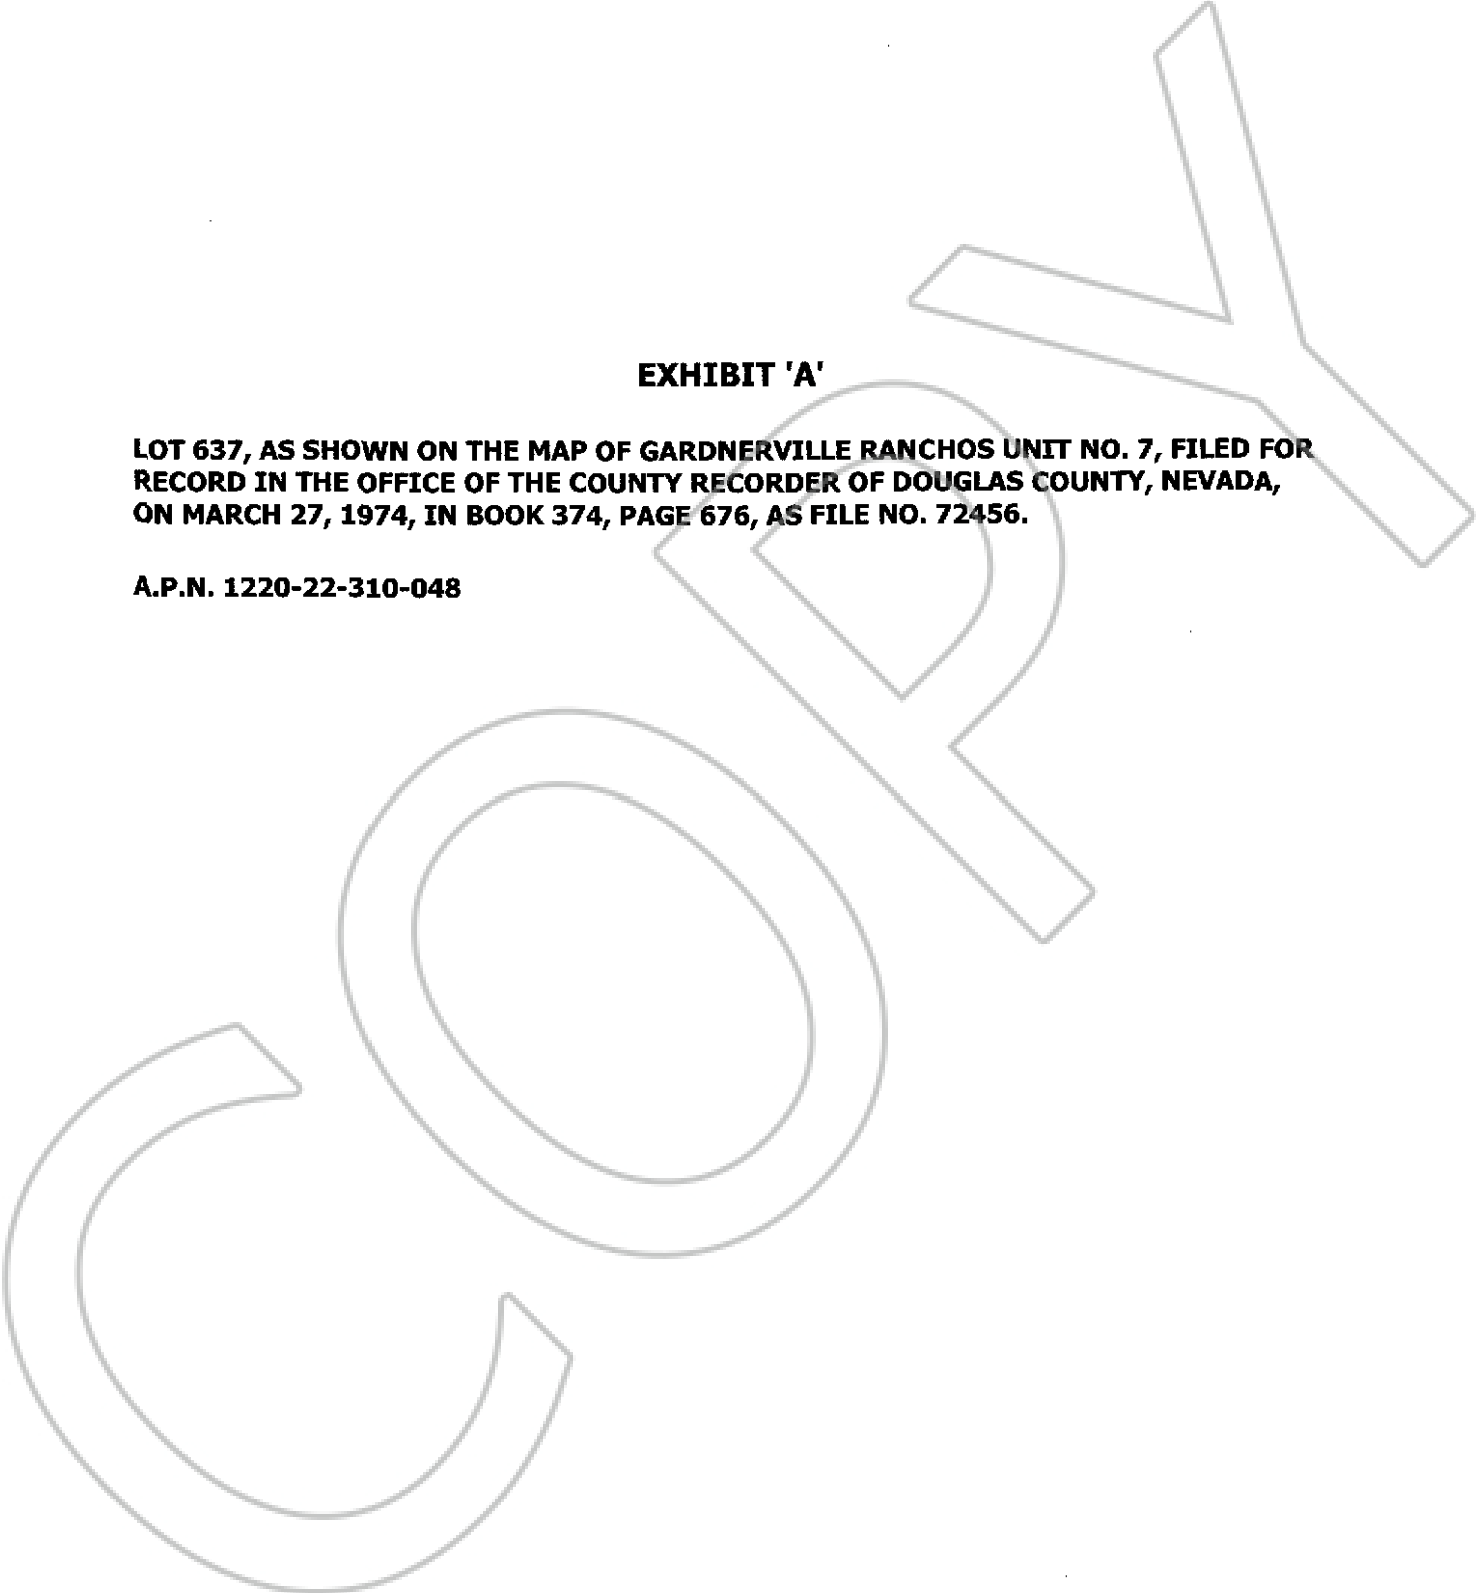 EXHIBIT 'A'
LOT 637, AS SHOWN ON THE MAP OF GARDNERVILLE RANCHOS UNIT NO. 7, FILED FOR
RECORD IN THE OFFICE OF THE COUNTY RECORDER OF DOUGLAS COUNTY, NEVADA,
ON MARCH 27, 1974, IN BOOK 374, PAGE 676, AS FILE NO. 72456.
A.P.N. 1220-22-310-048
COPY